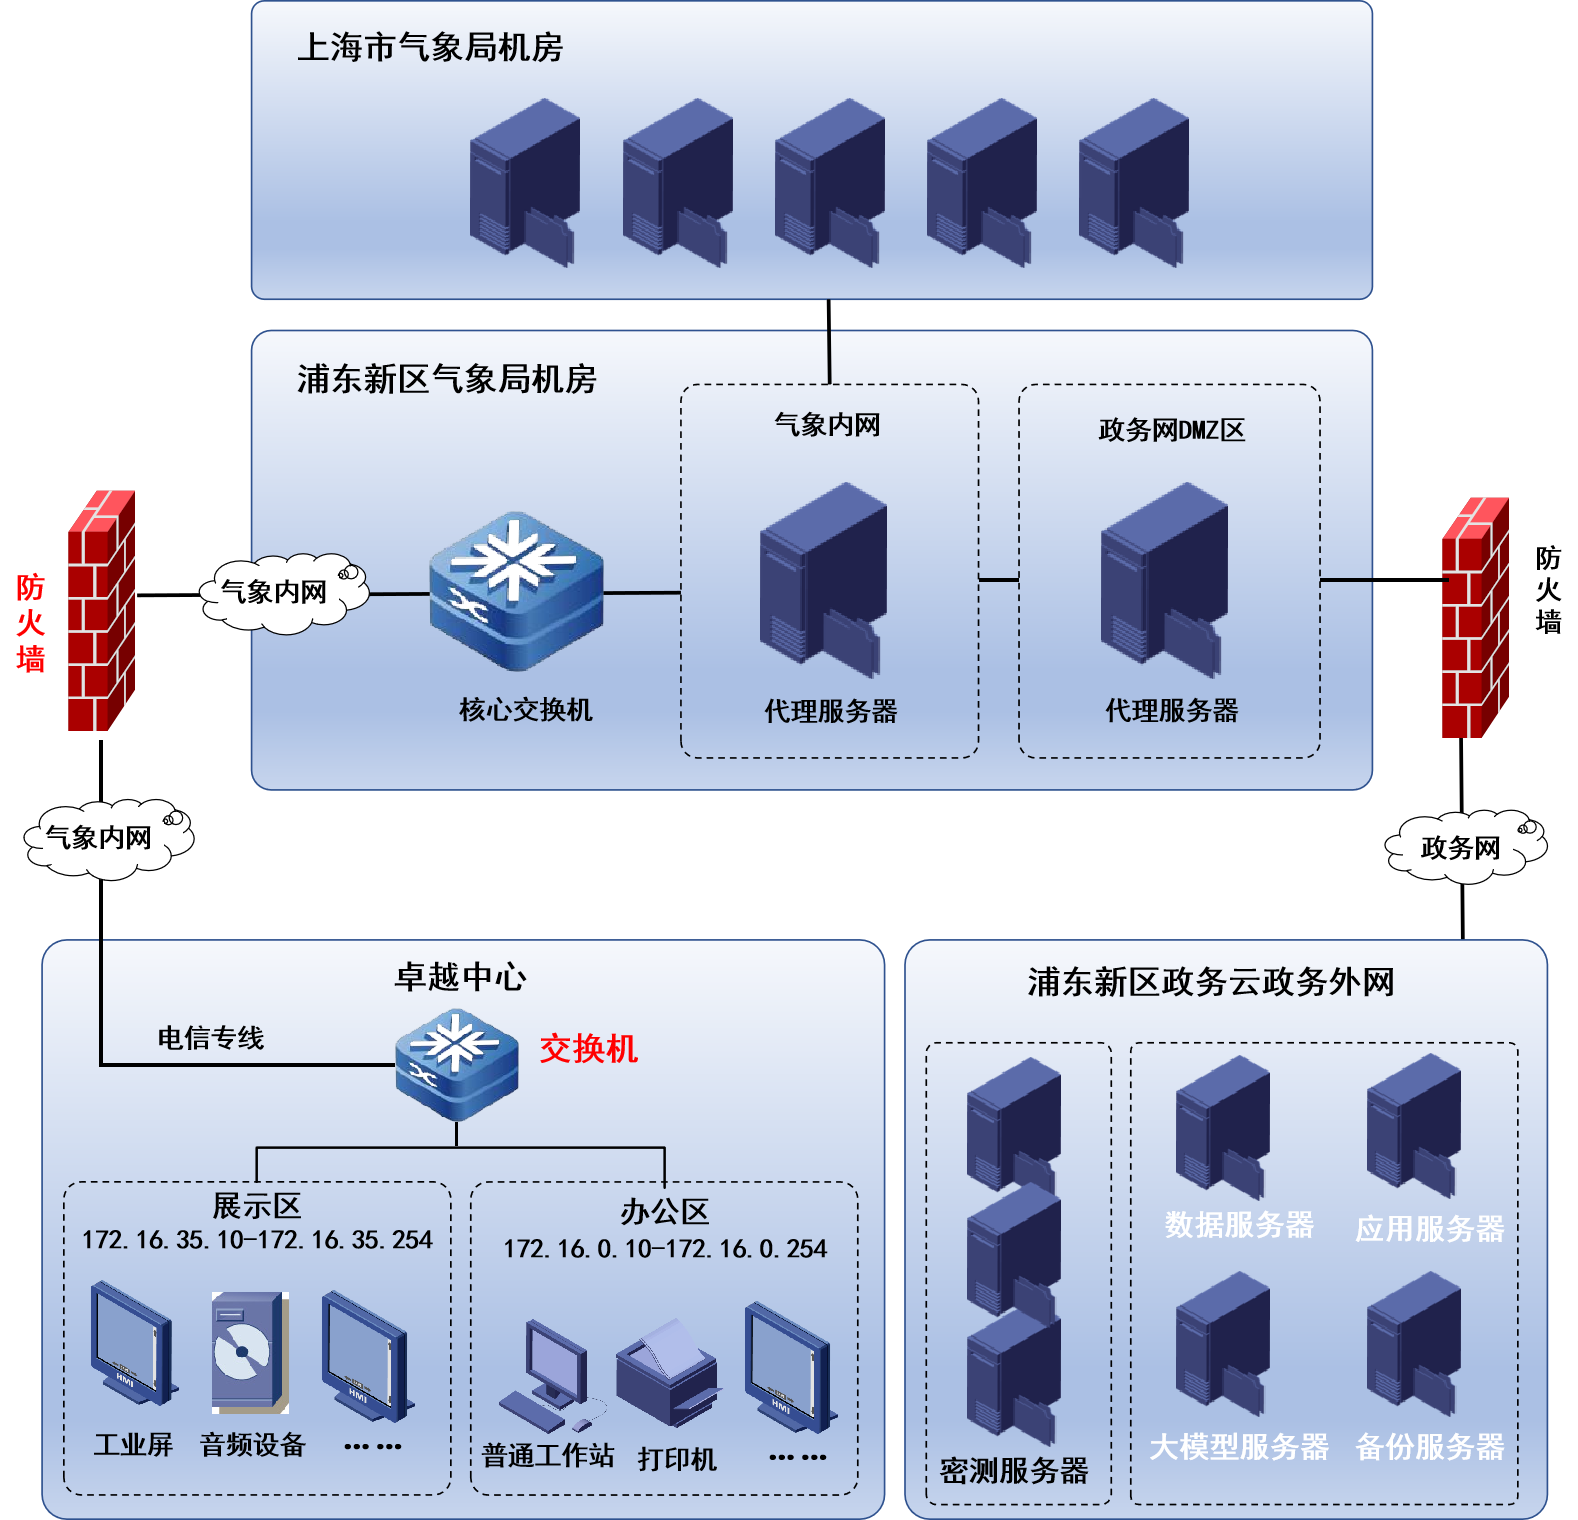 上海市气象局机房
浦东新区气象局机房
气象内网
政务网DMZ区
防火墙
气象内网
核心交换机
代理服务器
代理服务器
防火墙
气象内网
政务网
卓越中心
电信专线
交换机
展示区
172.16.35.10-172.16.35.254
办公区
172.16.0.10-172.16.0.254
HMI
HMI
HMI
工业屏
音频设备
……
普通工作站
打印机
……
浦东新区政务云政务外网
数据服务器
应用服务器
大模型服务器
备份服务器
密测服务器